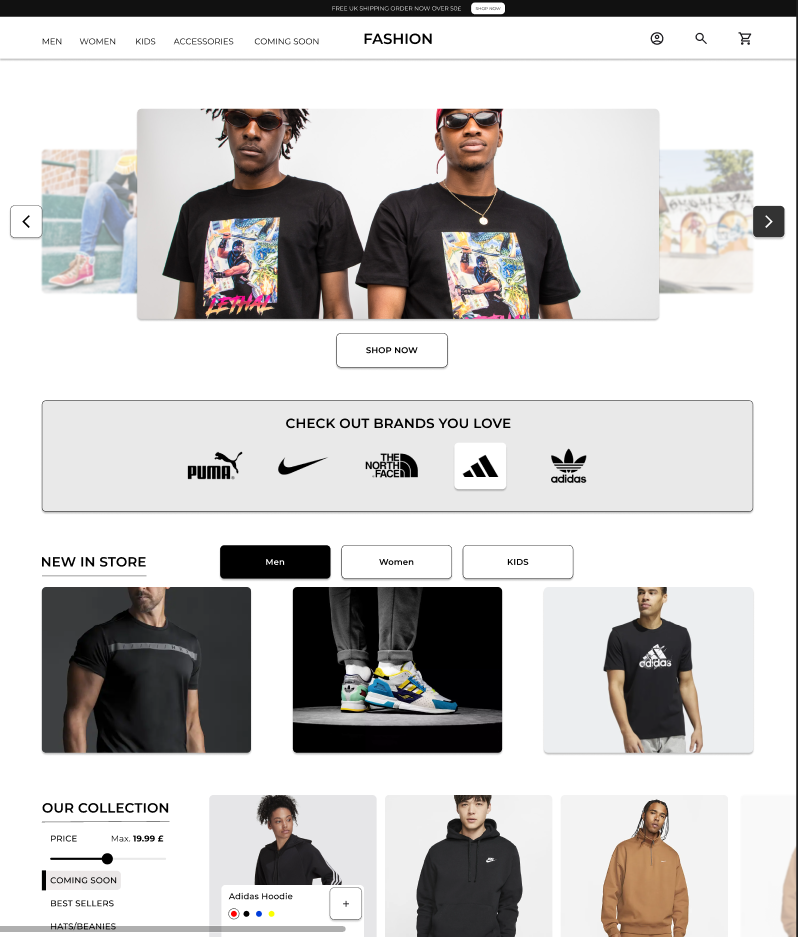 FREE UK SHIPPING ORDER NOW OVER 50£ SHOP NOW
MEN WOMEN KIDS ACCESSORIES COMING SOON FASHION
LETHAL
SHOP NOW
CHECK OUT BRANDS YOU LOVE
PUMA
THE
NORTH
FACE
adidas
NEW IN STORE Men Women KIDS
adidas
OUR COLLECTION
PRICE Max. 19.99 £
COMING SOON
BEST SELLERS
HATS/BEANIES
Adidas Hoodie
+